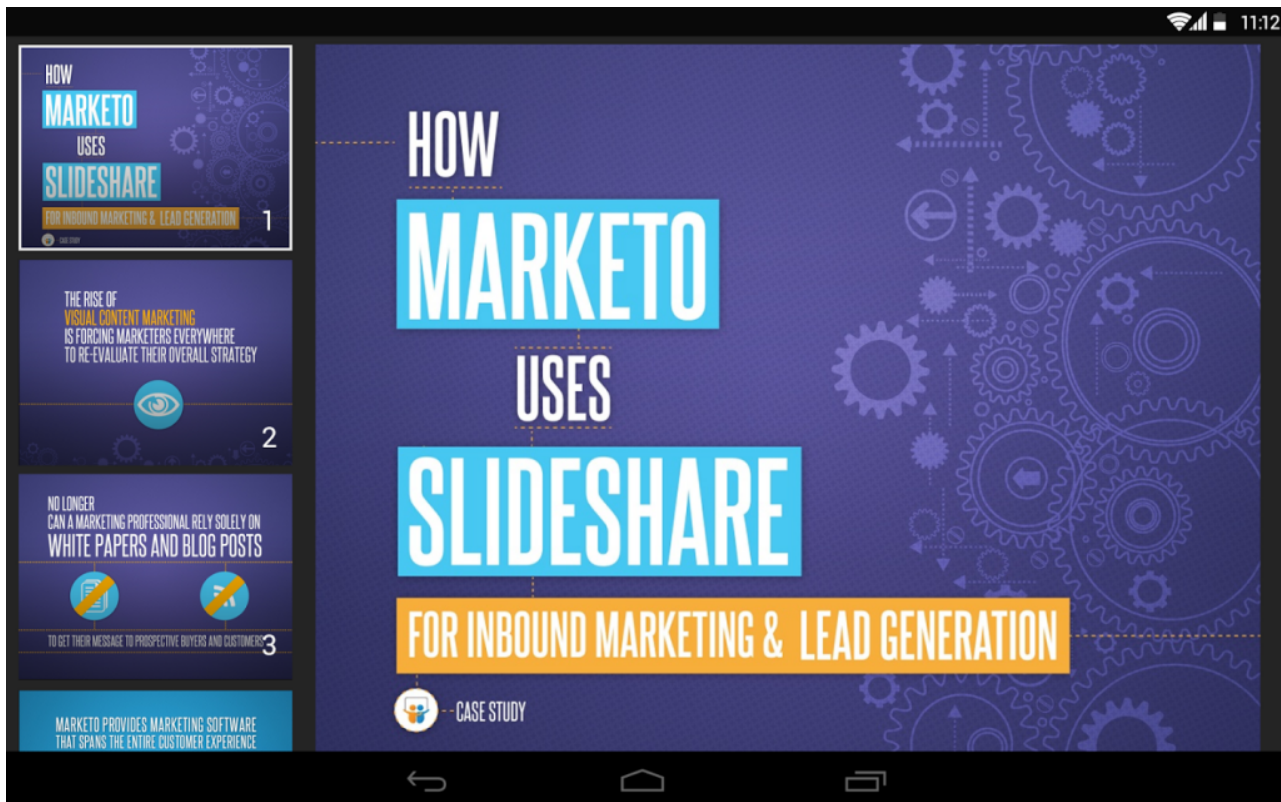 11:12
HOW
MARKETO
USES
SLIDESHARE
FOR INBOUND MARKETING & LEAD GENERATION
CASE STUDY
1
THE RISE OF
VISUAL CONTENT MARKETING
IS FORCING MARKETERS EVERYWHERE
TO RE-EVALUATE THEIR OVERALL STRATEGY
2
NO LONGER
CAN A MARKETING PROFESSIONAL RELY SOLELY ON
WHITE PAPERS AND BLOG POSTS
TO GET THEIR MESSAGE TO PROSPECTIVE BUYERS AND CUSTOMERS
3
MARKETO PROVIDES MARKETING SOFTWARE
THAT SPANS THE ENTIRE CUSTOMER EXPERIENCE
HOW
MARKETO
USES
SLIDESHARE
FOR INBOUND MARKETING & LEAD GENERATION
CASE STUDY